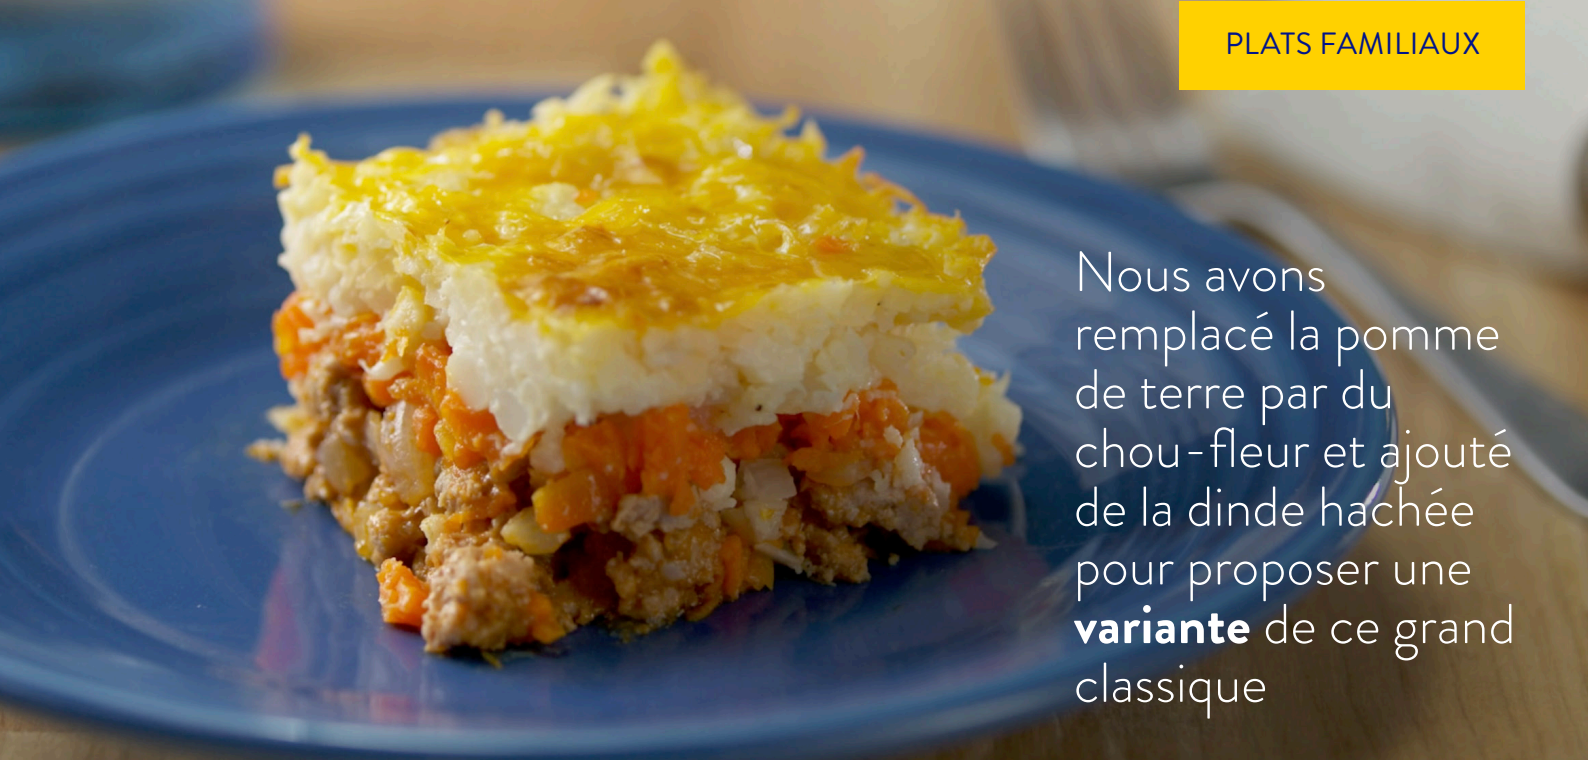 PLATS FAMILIAUX
Nous avons
remplacé la pomme
de terre par du
chou-fleur et ajouté
de la dinde hachée
pour proposer une
variante de ce grand
classique